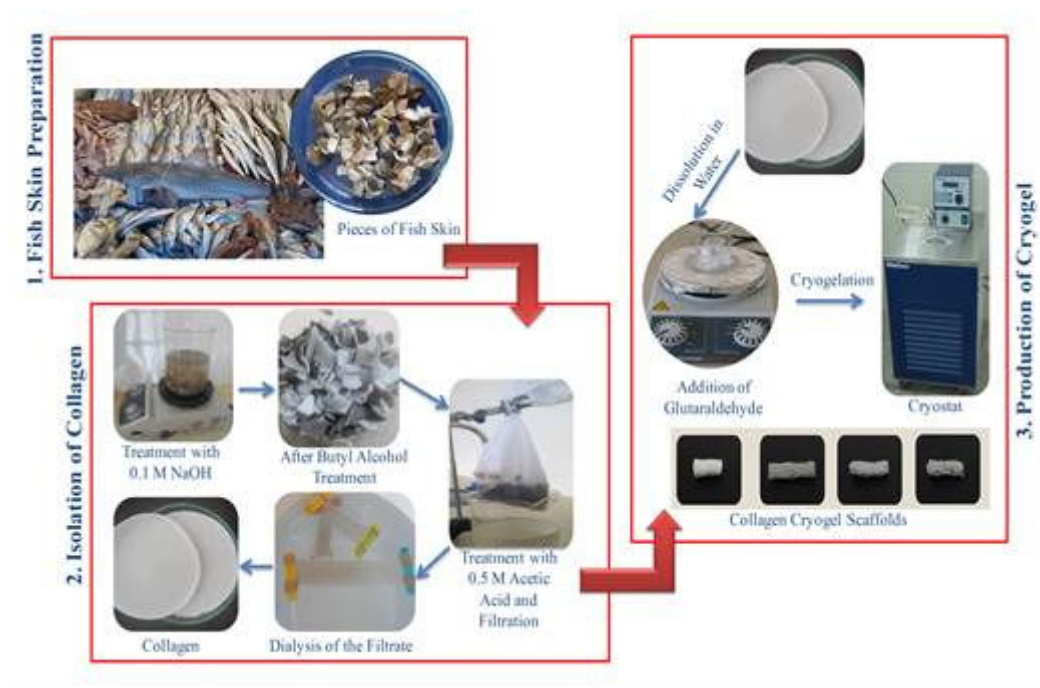 1. Fish Skin Preparation
Pieces of Fish Skin
2. Isolation of Collagen
Treatment with
0.1 M NaOH
After Butyl Alcohol
Treatment
Treatment with
0.5 M Acetic
Acid and
Filtration
Dialysis of the Filtrate
Collagen
3. Production of Cryogel
Dissolution in
Water
Addition of
Glutaraldehyde
Cryogelation
Cryostat
Collagen Cryogel Scaffolds